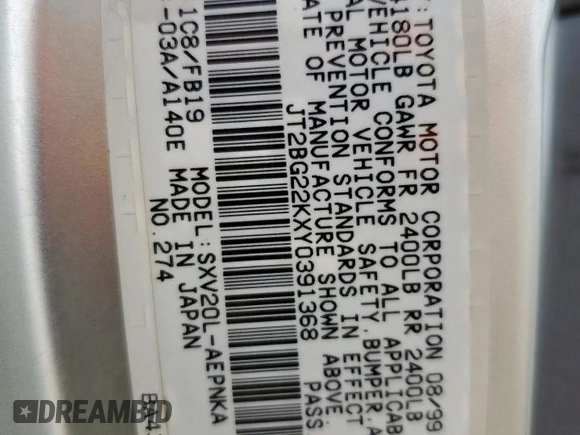 : TOYOTA MOTOR CORPORATION 08/99
4180LB GAWR FR 2400LB RR 2400LB
VEHICLE CONFORMS TO ALL APPLICAB
AL MOTOR VEHICLE SAFETY, BUMPER, A
PREVENTION STANDARDS IN EFFECT
ATE OF MANUFACTURE SHOWN ABOVE.
JT2BG22KXY0391368 PASS
MODEL: SXV20L-AEPNKA
1C8/FB19 MADE IN JAPAN
-03A/A140E NO. 274
DREAMBID